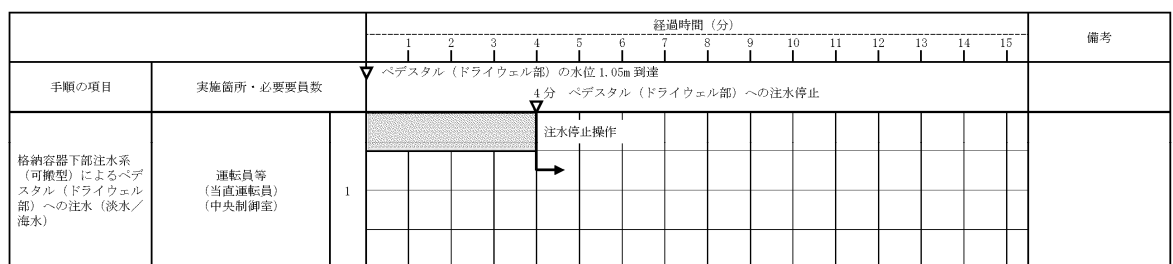 経過時間（分）
備考
1 2 3 4 5 6 7 8 9 10 11 12 13 14 15
手順の項目
実施箇所・必要要員数
ペデスタル（ドライウェル部）の水位 1.05m 到達
4分 ペデスタル（ドライウェル部）への注水停止
注水停止操作
格納容器下部注水系
（可搬型）によるペデ
スタル（ドライウェル
部）への注水（淡水／
海水）
運転員等
（当直運転員）
（中央制御室）
1